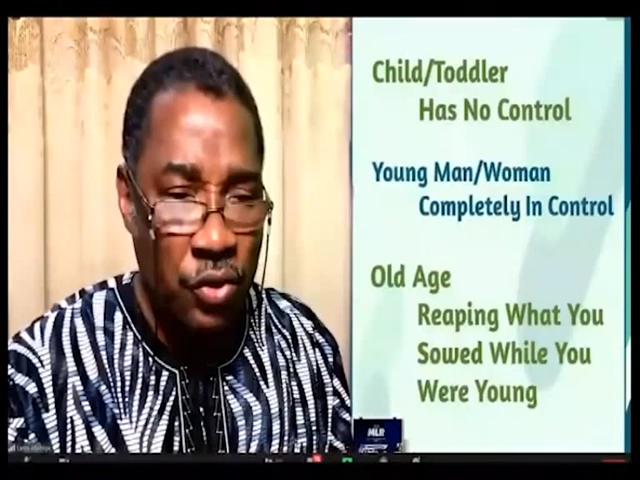 Child/Toddler
Has No Control
Young Man/Woman
Completely In Control
Old Age
Reaping What You
Sowed While You
Were Young
MLR